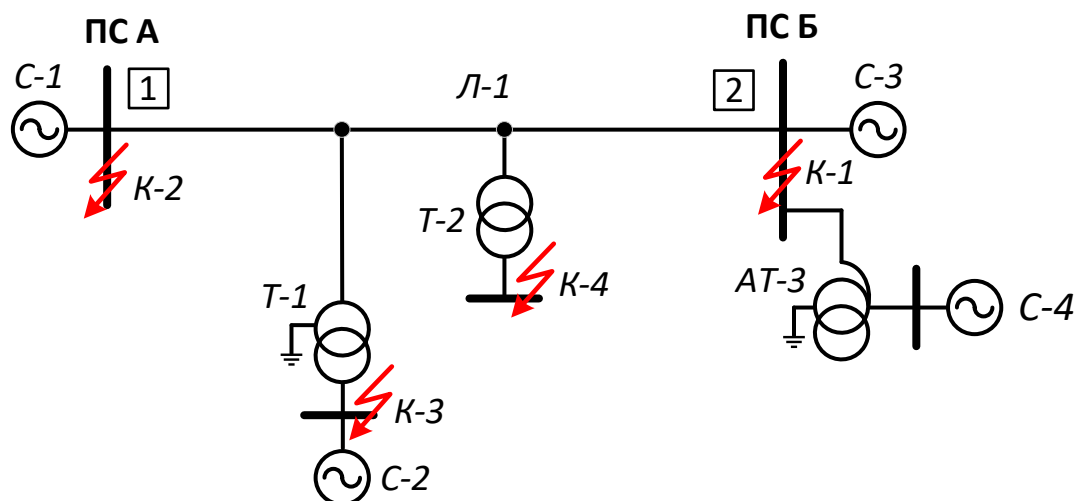 ПС А
ПС Б
С-1
1
Л-1
2
С-3
К-2
К-1
Т-2
Т-1
К-4
АТ-3
С-4
К-3
С-2